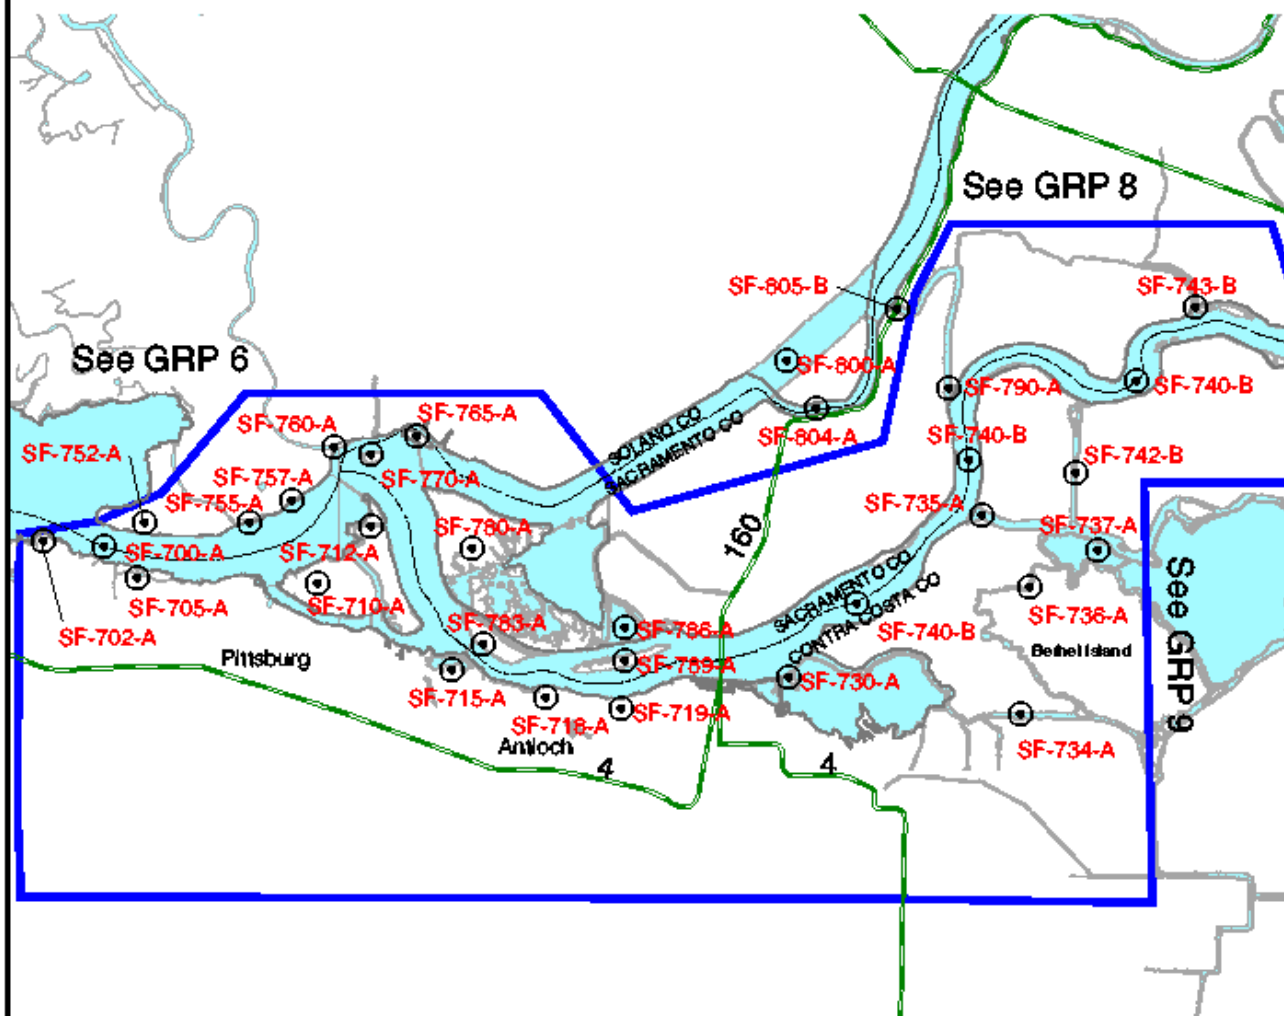 See GRP 8
SF-805-B
SF-743-B
See GRP 6
SF-800-A
SF-790-A
SF-740-B
SF-760-A
SF-765-A
SOLANO CO
SACRAMENTO CO
SF-804-A
SF-740-B
SF-752-A
SF-757-A
SF-770-A
SF-742-B
SF-755-A
SF-735-A
SF-780-A
160
SF-737-A
SF-700-A
SF-712-A
SF-705-A
SF-710-A
SACRAMENTO CO
CONTRA COSTA CO
SF-736-A
See GRP 9
SF-702-A
SF-783-A
SF-786-A
SF-740-B
Bethel Island
Pittsburg
SF-789-A
SF-715-A
SF-730-A
SF-718-A
SF-719-A
Antioch
SF-734-A
4
4